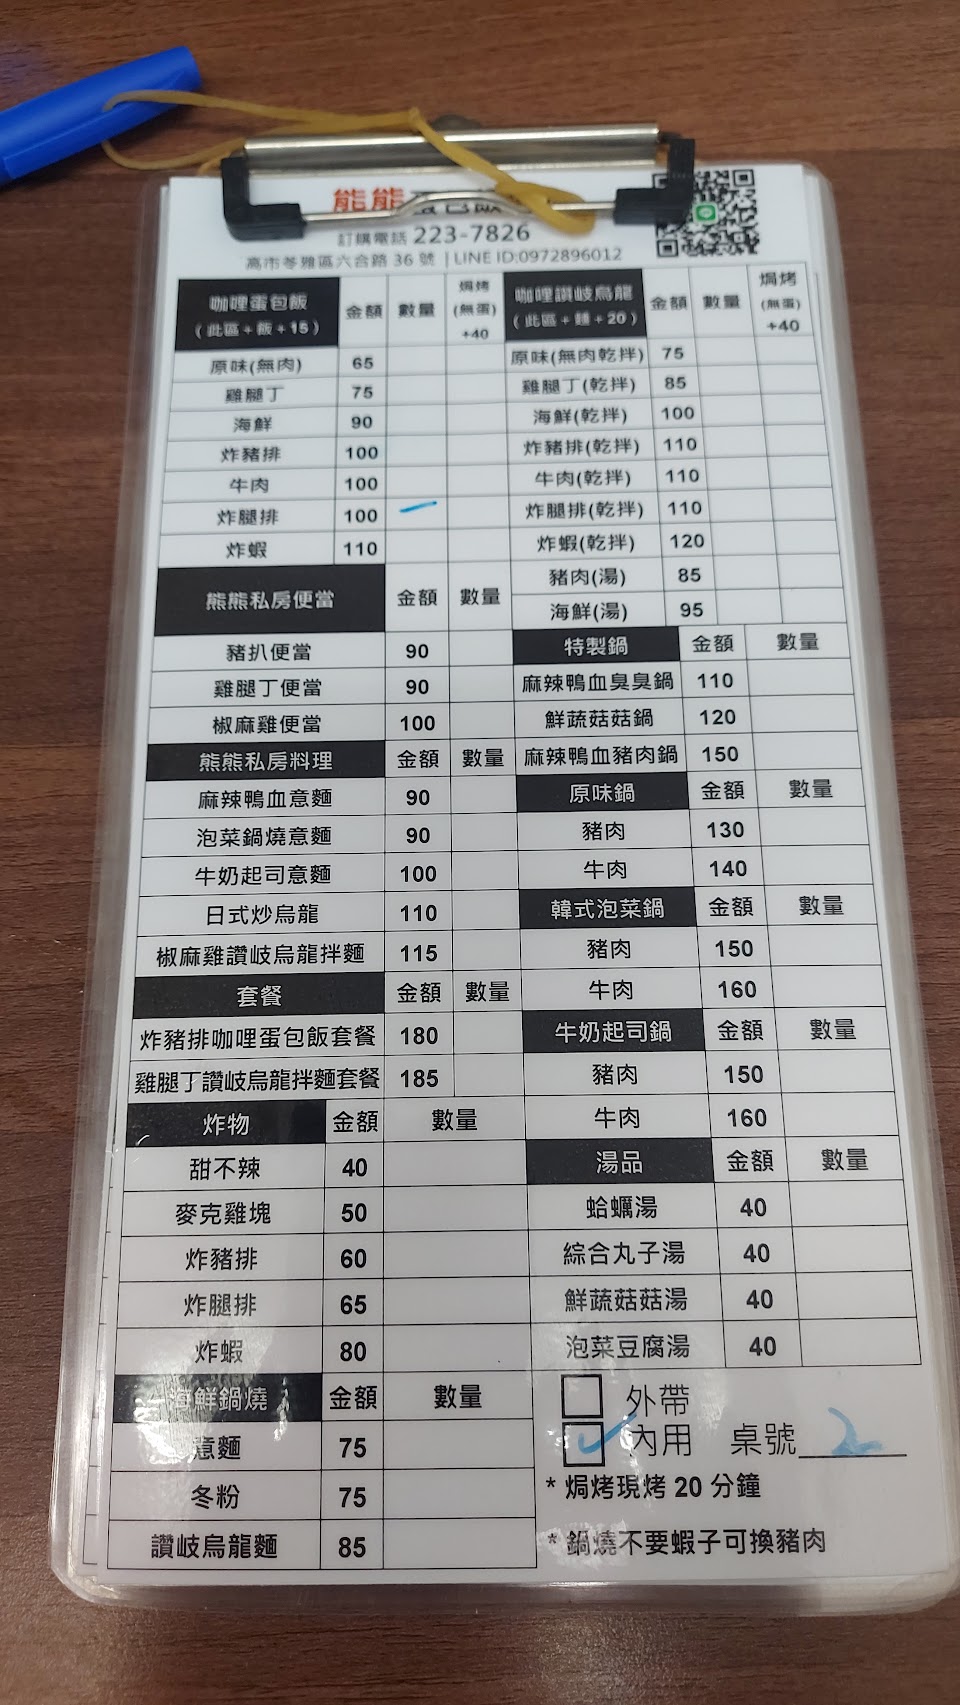 熊熊蛋包飯
訂購電話 223-7826
高市苓雅區六合路 36 號 | LINE ID:0972896012
咖哩蛋包飯 (此區+飯+15) 金額 數量 焗烤 (無蛋) +40
原味(無肉) 65
雞腿丁 75
海鮮 90
炸豬排 100
牛肉 100
炸腿排 100 一
炸蝦 110
熊熊私房便當 金額 數量
豬扒便當 90
雞腿丁便當 90
椒麻雞便當 100
熊熊私房料理 金額 數量
麻辣鴨血意麵 90
泡菜鍋燒意麵 90
牛奶起司意麵 100
日式炒烏龍 110
椒麻雞讚岐烏龍拌麵 115
套餐 金額 數量
炸豬排咖哩蛋包飯套餐 180
雞腿丁讚岐烏龍拌麵套餐 185
炸物 金額 數量
甜不辣 40
麥克雞塊 50
炸豬排 60
炸腿排 65
炸蝦 80
海鮮鍋燒 金額 數量
意麵 75
冬粉 75
讚岐烏龍麵 85
咖哩讚岐烏龍 (此區+麵+20) 金額 數量 焗烤 (無蛋) +40
原味(無肉乾拌) 75
雞腿丁(乾拌) 85
海鮮(乾拌) 100
炸豬排(乾拌) 110
牛肉(乾拌) 110
炸腿排(乾拌) 110
炸蝦(乾拌) 120
豬肉(湯) 85
海鮮(湯) 95
特製鍋 金額 數量
麻辣鴨血臭臭鍋 110
鮮蔬菇菇鍋 120
麻辣鴨血豬肉鍋 150
原味鍋 金額 數量
豬肉 130
牛肉 140
韓式泡菜鍋 金額 數量
豬肉 150
牛肉 160
牛奶起司鍋 金額 數量
豬肉 150
牛肉 160
湯品 金額 數量
蛤蠣湯 40
綜合丸子湯 40
鮮蔬菇菇湯 40
泡菜豆腐湯 40
外帶
內用 桌號 2
* 焗烤現烤 20 分鐘
* 鍋燒不要蝦子可換豬肉